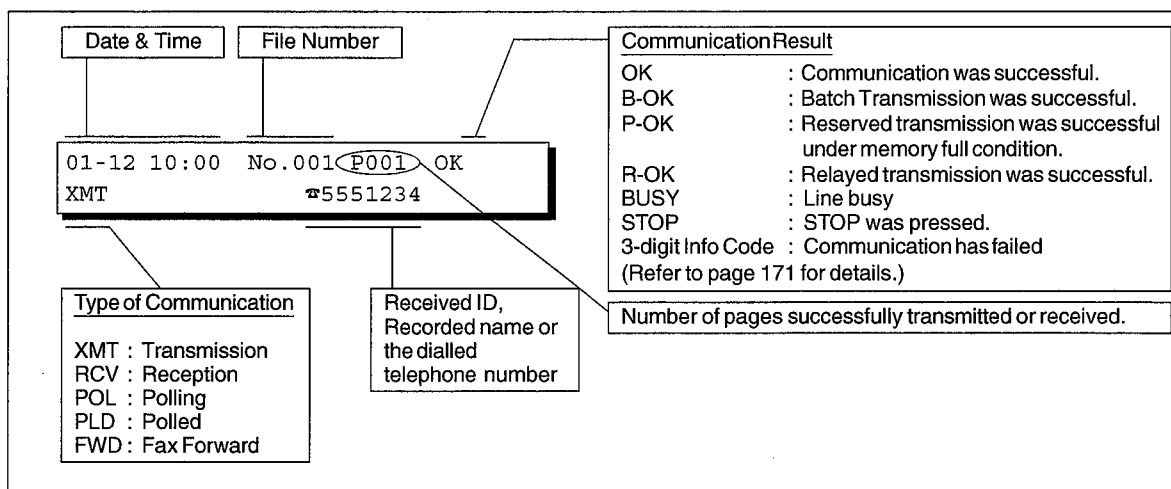 Date & Time
File Number
Communication Result
OK : Communication was successful.
B-OK : Batch Transmission was successful.
P-OK : Reserved transmission was successful
under memory full condition.
R-OK : Relayed transmission was successful.
BUSY : Line busy
STOP : STOP was pressed.
3-digit Info Code : Communication has failed
(Refer to page 171 for details.)
01-12 10:00 No.001 P001 OK
XMT ☎5551234
Type of Communication
XMT : Transmission
RCV : Reception
POL : Polling
PLD : Polled
FWD : Fax Forward
Received ID,
Recorded name or
the dialled
telephone number
Number of pages successfully transmitted or received.